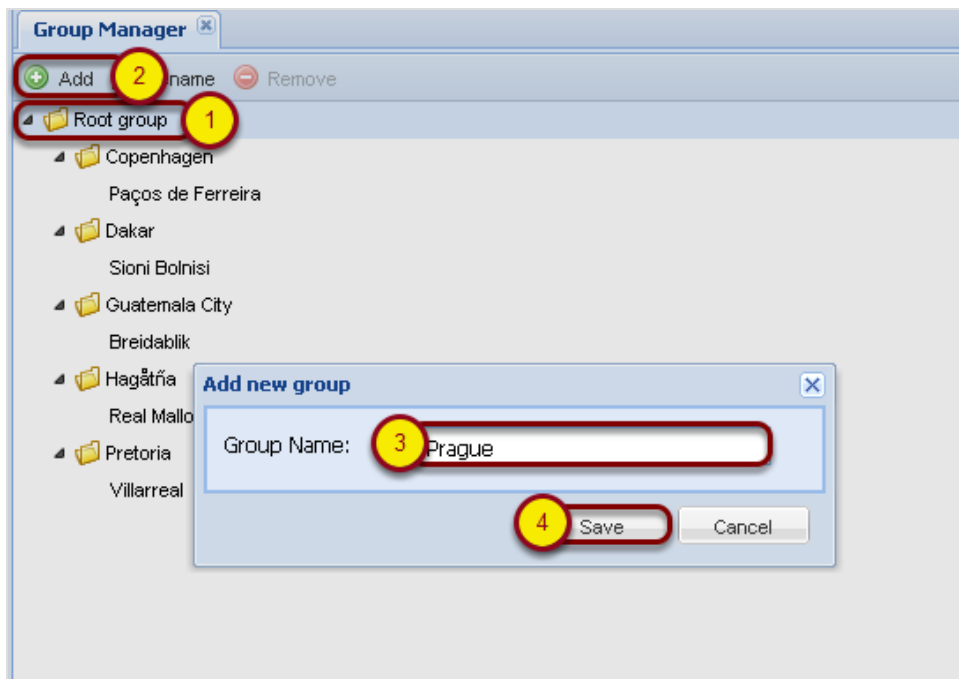 Group Manager
Add 2 name Remove
Root group 1
Copenhagen
Paços de Ferreira
Dakar
Sioni Bolnisi
Guatemala City
Breidablik
Hagåtña
Real Mallo
Pretoria
Villarreal
Add new group
Group Name: 3 Prague
4 Save Cancel